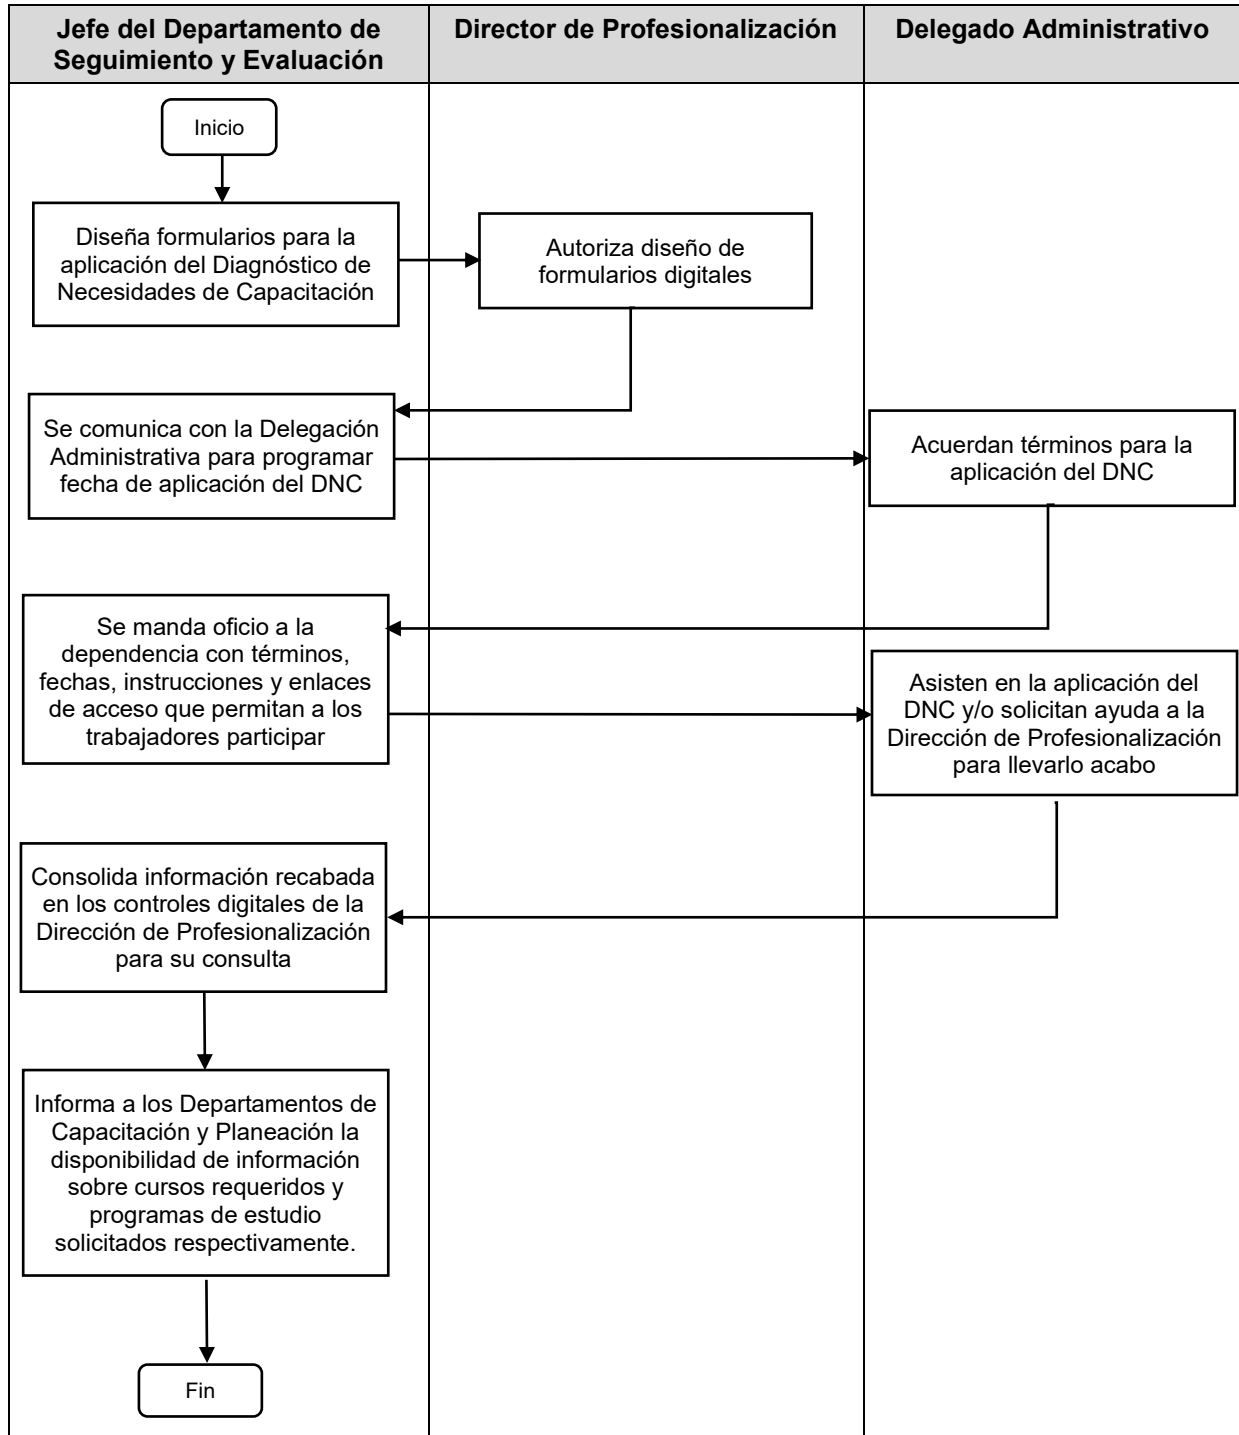 Jefe del Departamento de
Seguimiento y Evaluación
Director de Profesionalización
Delegado Administrativo
Inicio
Diseña formularios para la
aplicación del Diagnóstico de
Necesidades de Capacitación
Autoriza diseño de
formularios digitales
Se comunica con la Delegación
Administrativa para programar
fecha de aplicación del DNC
Acuerdan términos para la
aplicación del DNC
Se manda oficio a la
dependencia con términos,
fechas, instrucciones y enlaces
de acceso que permitan a los
trabajadores participar
Asisten en la aplicación del
DNC y/o solicitan ayuda a la
Dirección de Profesionalización
para llevarlo acabo
Consolida información recabada
en los controles digitales de la
Dirección de Profesionalización
para su consulta
Informa a los Departamentos de
Capacitación y Planeación la
disponibilidad de información
sobre cursos requeridos y
programas de estudio
solicitados respectivamente.
Fin